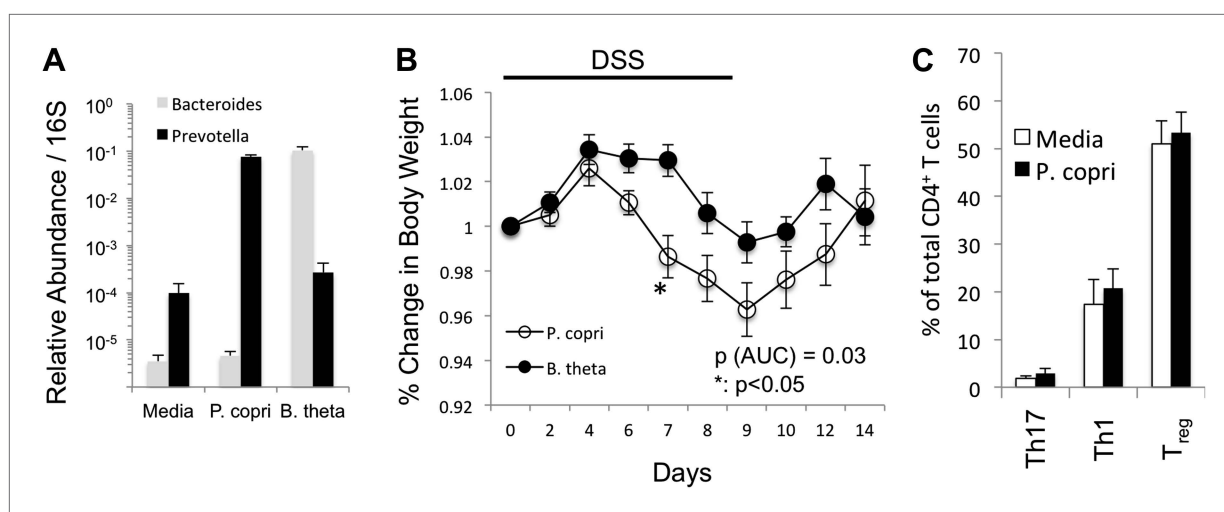 A
Relative Abundance / 16S
10⁰
10⁻¹
10⁻²
10⁻³
10⁻⁴
10⁻⁵
Bacteroides
Prevotella
Media P. copri B. theta
B
DSS
% Change in Body Weight
1.06
1.04
1.02
1
0.98
0.96
0.94
0.92
*
P. copri
B. theta
p (AUC) = 0.03
*: p<0.05
0 2 4 6 7 8 9 10 12 14
Days
C
% of total CD4⁺ T cells
70
60
50
40
30
20
10
0
Media
P. copri
Th17
Th1
Treg